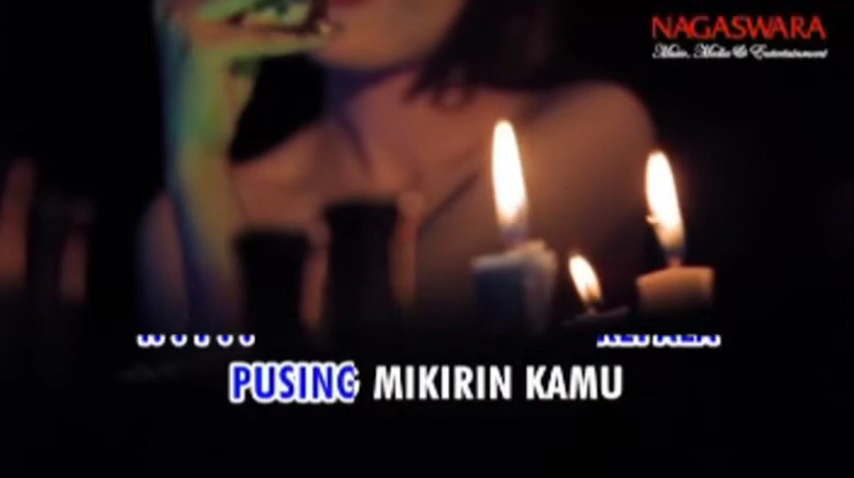 NAGASWARA
Music, Media & Entertainment
PUSING MIKIRIN KAMU